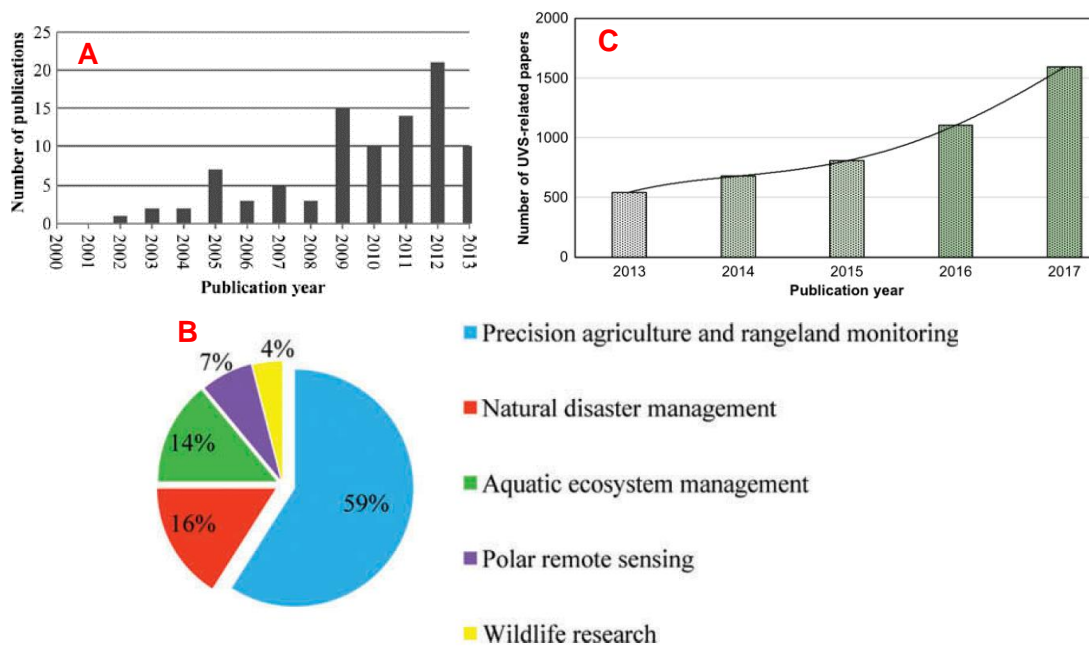 A
Number of publications
25
20
15
10
5
0
2000
2001
2002
2003
2004
2005
2006
2007
2008
2009
2010
2011
2012
2013
Publication year
C
Number of UVS-related papers
2000
1500
1000
500
0
2013
2014
2015
2016
2017
Publication year
B
4%
7%
14%
16%
59%
Precision agriculture and rangeland monitoring
Natural disaster management
Aquatic ecosystem management
Polar remote sensing
Wildlife research